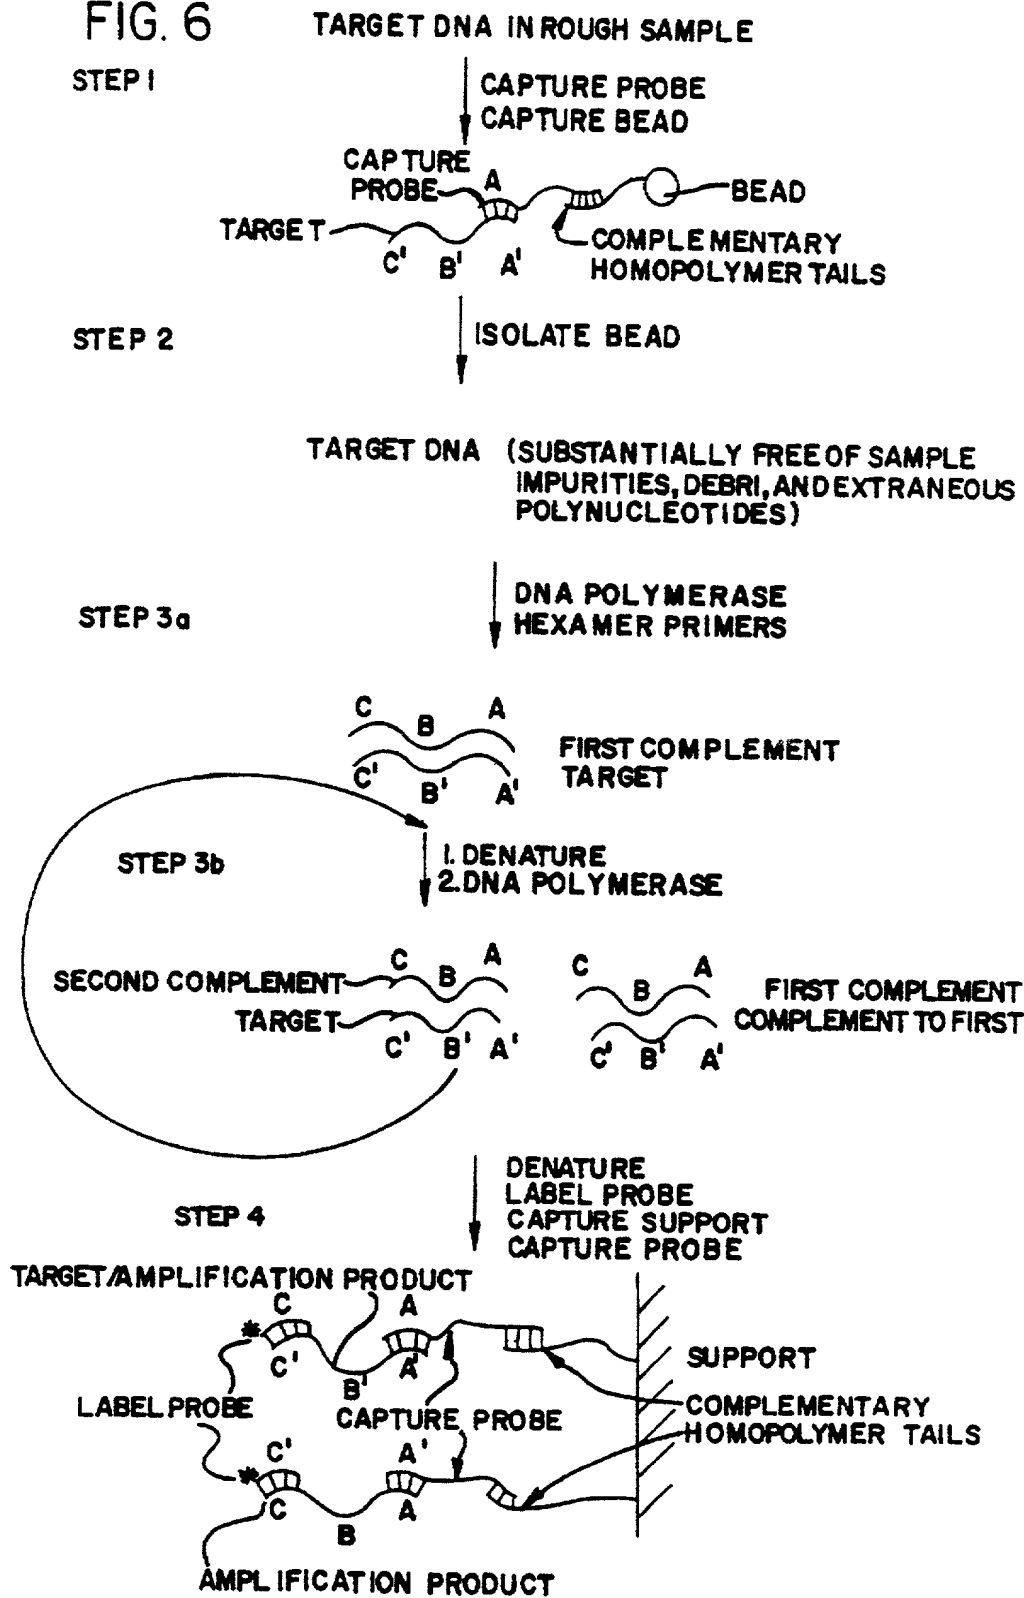 FIG. 6
TARGET DNA IN ROUGH SAMPLE
STEP 1
CAPTURE PROBE
CAPTURE BEAD
CAPTURE
PROBE
A
BEAD
TARGET
C' B' A'
COMPLEMENTARY
HOMOPOLYMER TAILS
STEP 2
ISOLATE BEAD
TARGET DNA (SUBSTANTIALLY FREE OF SAMPLE
IMPURITIES, DEBRI, AND EXTRANEOUS
POLYNUCLEOTIDES)
STEP 3a
DNA POLYMERASE
HEXAMER PRIMERS
C B A
FIRST COMPLEMENT
TARGET
C' B' A'
STEP 3b
1. DENATURE
2. DNA POLYMERASE
C B A
C B A
SECOND COMPLEMENT
FIRST COMPLEMENT
TARGET
COMPLEMENT TO FIRST
C' B' A'
C' B' A'
STEP 4
DENATURE
LABEL PROBE
CAPTURE SUPPORT
CAPTURE PROBE
TARGET/AMPLIFICATION PRODUCT
C A
*
C' B' A'
SUPPORT
LABEL PROBE
CAPTURE PROBE
COMPLEMENTARY
HOMOPOLYMER TAILS
C' A'
*
C B A
AMPLIFICATION PRODUCT